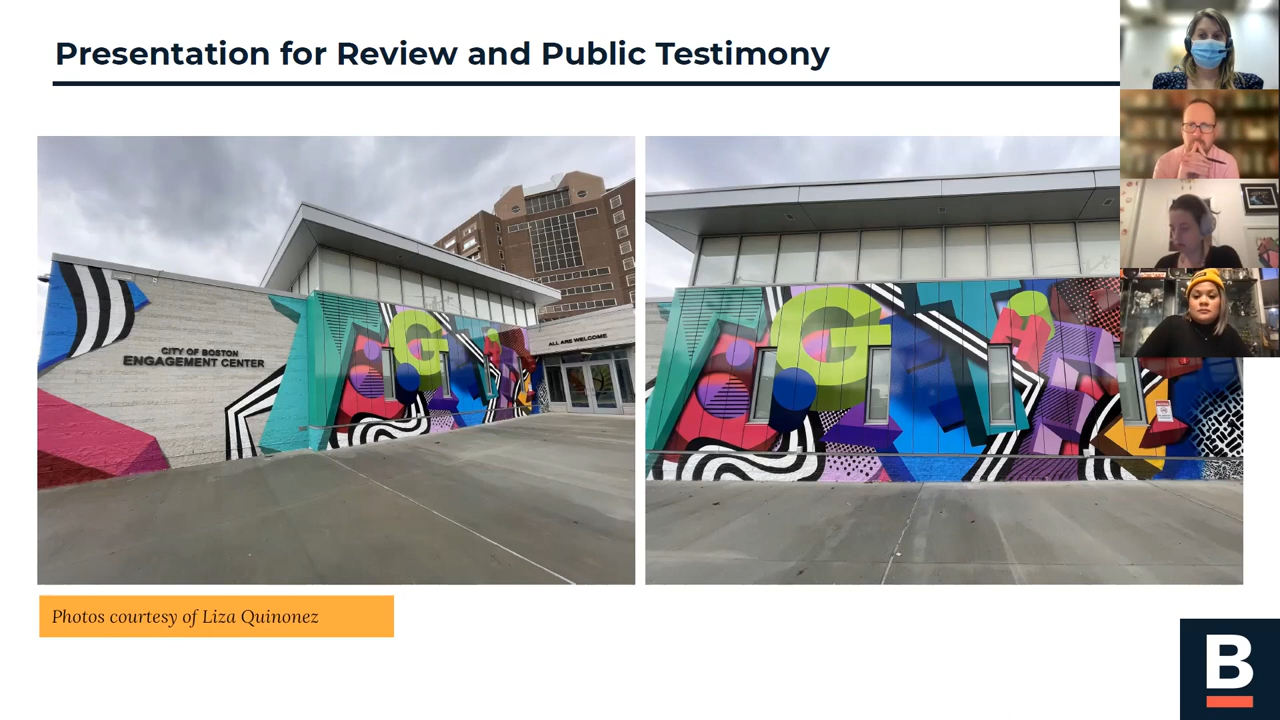 Presentation for Review and Public Testimony
CITY OF BOSTON
ENGAGEMENT CENTER
ALL ARE WELCOME
G
Photos courtesy of Liza Quinonez
B